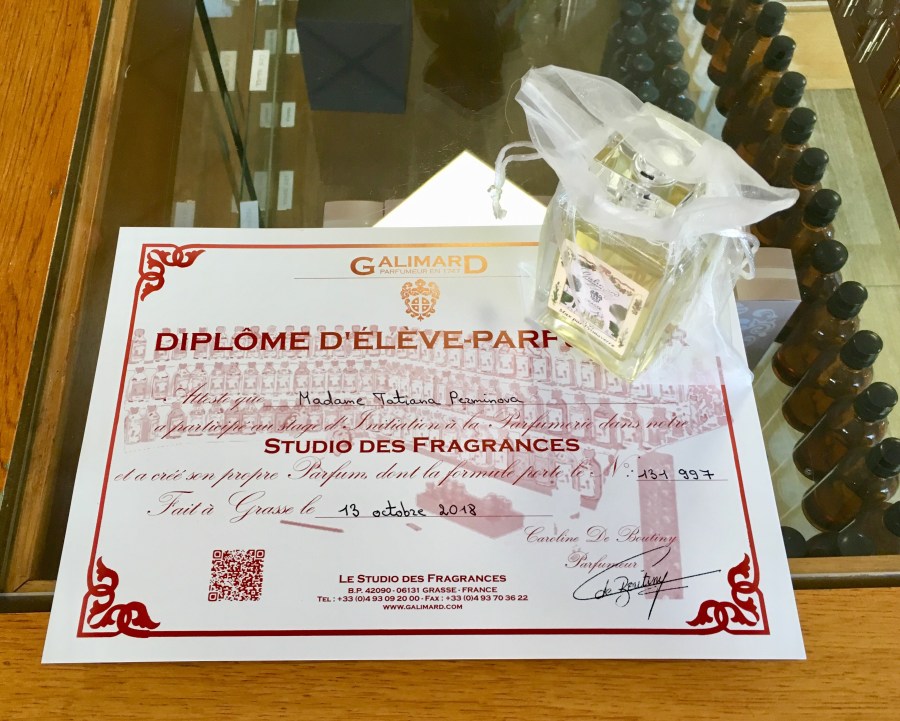 GALIMARD
PARFUMEUR EN 1747
DIPLÔME D'ÉLÈVE-PARF
Atteste que Madame Tatiana Perminova
a participé au Stage d'Initiation à la Parfumerie dans notre
STUDIO DES FRAGRANCES
et a créé son propre Parfum, dont la formule porte le N°: 131 997
Fait à Grasse le 13 octobre 2018
Caroline De Boutiny
Parfumeur
de Boutiny
LE STUDIO DES FRAGRANCES
B.P. 42090 - 06131 GRASSE - FRANCE
TEL : +33 (0)4 93 09 20 00 - FAX : +33 (0)4 93 70 36 22
WWW.GALIMARD.COM
Galimard